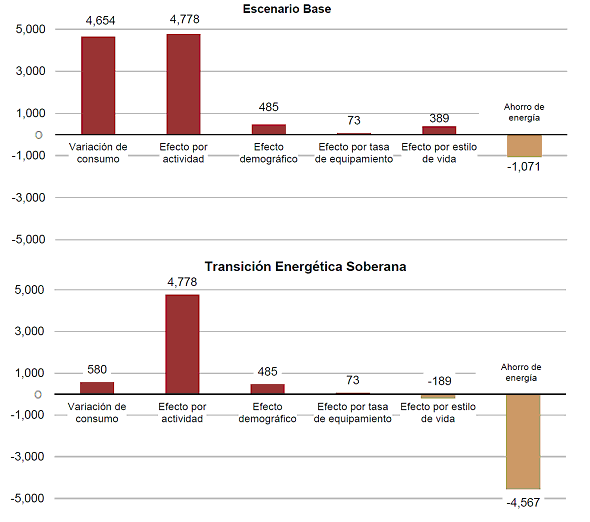 Escenario Base
5,000
4,654
4,778
3,000
1,000
485
73
389
Ahorro de
energía
O
Variación de
consumo
Efecto por
actividad
Efecto
demográfico
Efecto por tasa
de equipamiento
Efecto por estilo
de vida
-1,000
-1,071
-3,000
-5,000
Transición Energética Soberana
5,000
4,778
3,000
1,000
580
485
73
-189
Ahorro de
energía
O
Variación de
consumo
Efecto por
actividad
Efecto
demográfico
Efecto por tasa
de equipamiento
Efecto por estilo
de vida
-1,000
-3,000
-5,000
-4,567